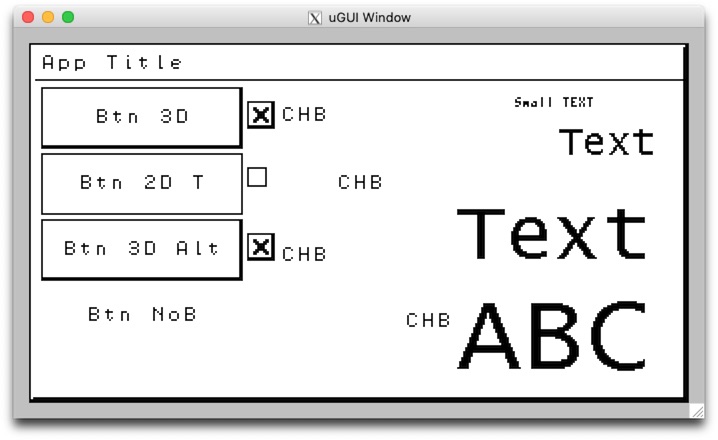 uGUI Window
App Title
Btn 3D
CHB
Small TEXT
Text
Btn 2D T
CHB
Text
Btn 3D Alt
CHB
Btn NoB
CHB
ABC